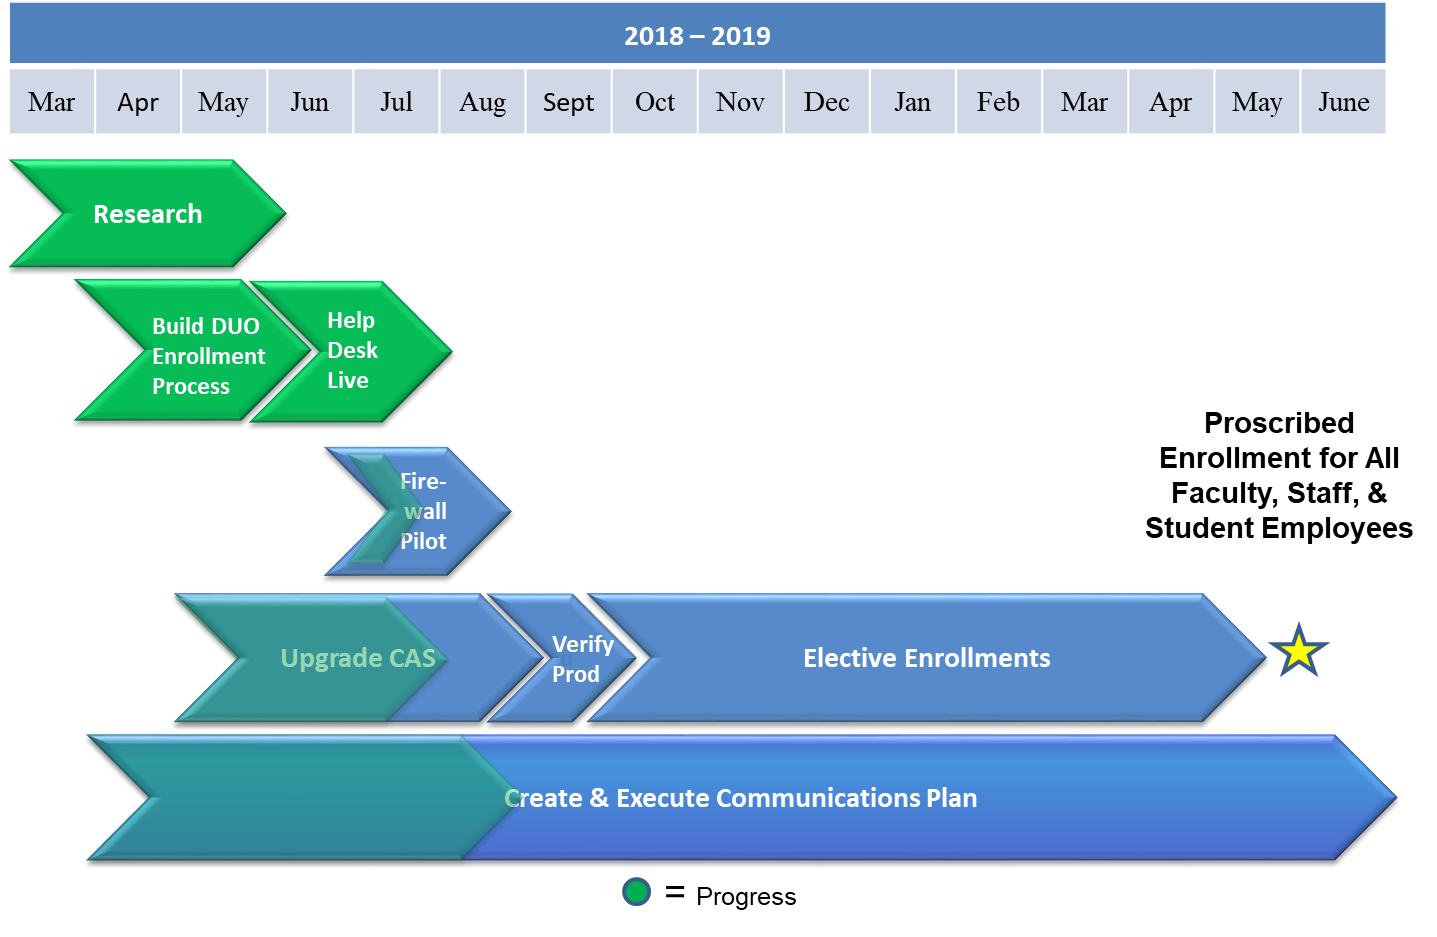 2018 – 2019
Mar Apr May Jun Jul Aug Sept Oct Nov Dec Jan Feb Mar Apr May June
Research
Build DUO
Enrollment
Process
Help
Desk
Live
Proscribed
Enrollment for All
Faculty, Staff, &
Student Employees
Fire-
wall
Pilot
Upgrade CAS
Verify
Prod
Elective Enrollments
Create & Execute Communications Plan
= Progress